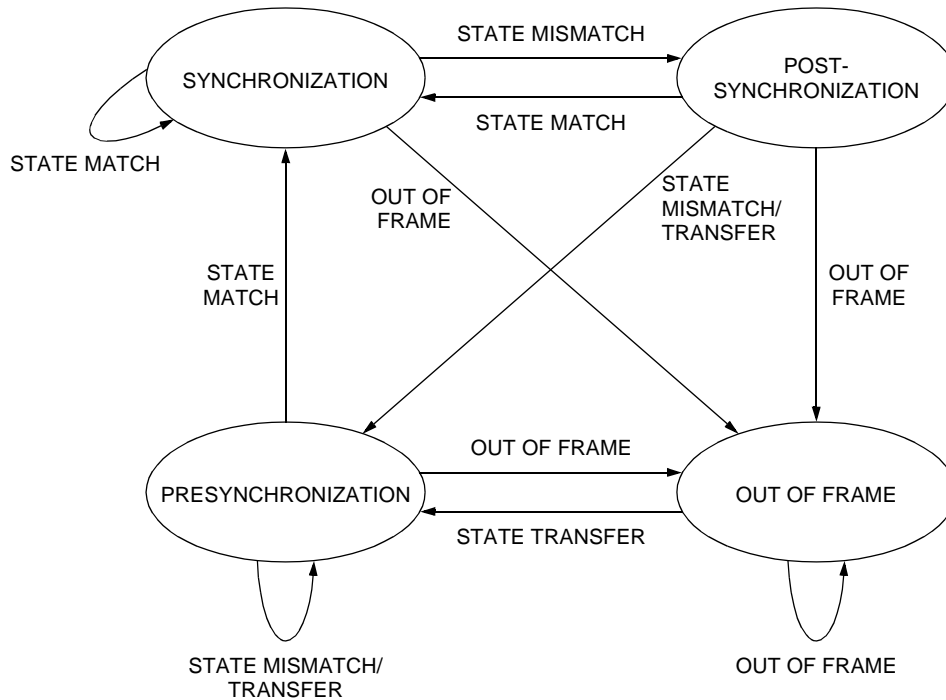 STATE MISMATCH
SYNCHRONIZATION
POST-
SYNCHRONIZATION
STATE MATCH
STATE MATCH
OUT OF
FRAME
STATE
MISMATCH/
TRANSFER
STATE
MATCH
OUT OF
FRAME
OUT OF FRAME
PRESYNCHRONIZATION
OUT OF FRAME
STATE TRANSFER
STATE MISMATCH/
TRANSFER
OUT OF FRAME